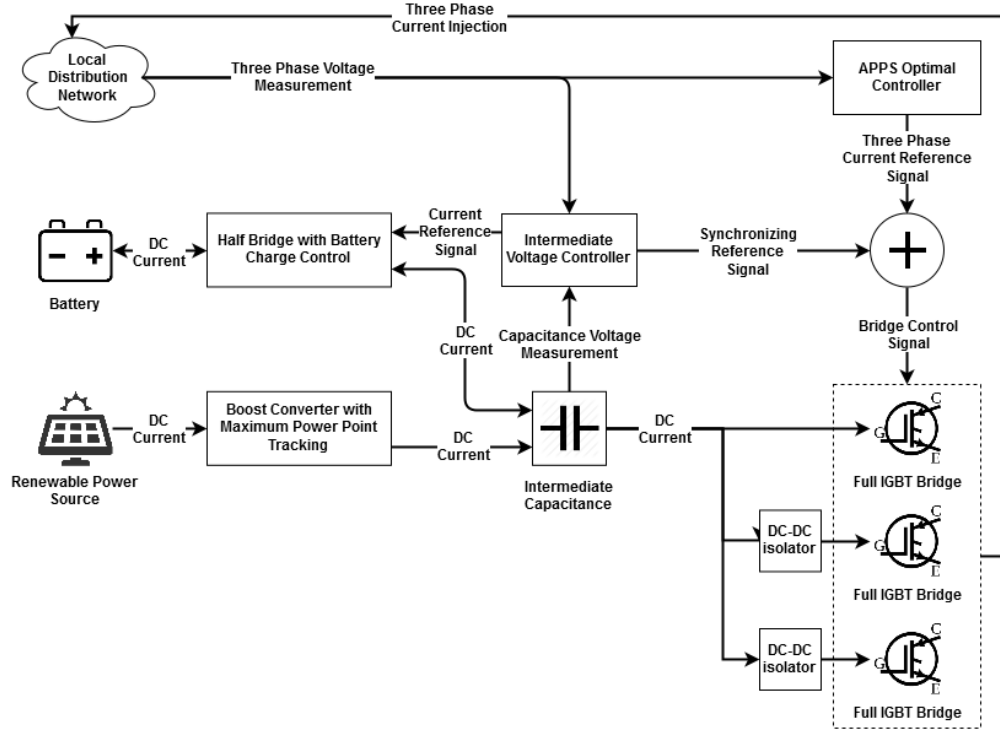 Three Phase
Current Injection
Local
Distribution
Network
Three Phase Voltage
Measurement
APPS Optimal
Controller
Three Phase
Current Reference
Signal
Battery
DC
Current
Half Bridge with Battery
Charge Control
Current
Reference
Signal
Intermediate
Voltage Controller
Synchronizing
Reference
Signal
Bridge Control
Signal
DC
Current
Capacitance Voltage
Measurement
Renewable Power
Source
DC
Current
Boost Converter with
Maximum Power Point
Tracking
DC
Current
Intermediate
Capacitance
DC
Current
G
C
E
Full IGBT Bridge
DC-DC
isolator
G
C
E
Full IGBT Bridge
DC-DC
isolator
G
C
E
Full IGBT Bridge